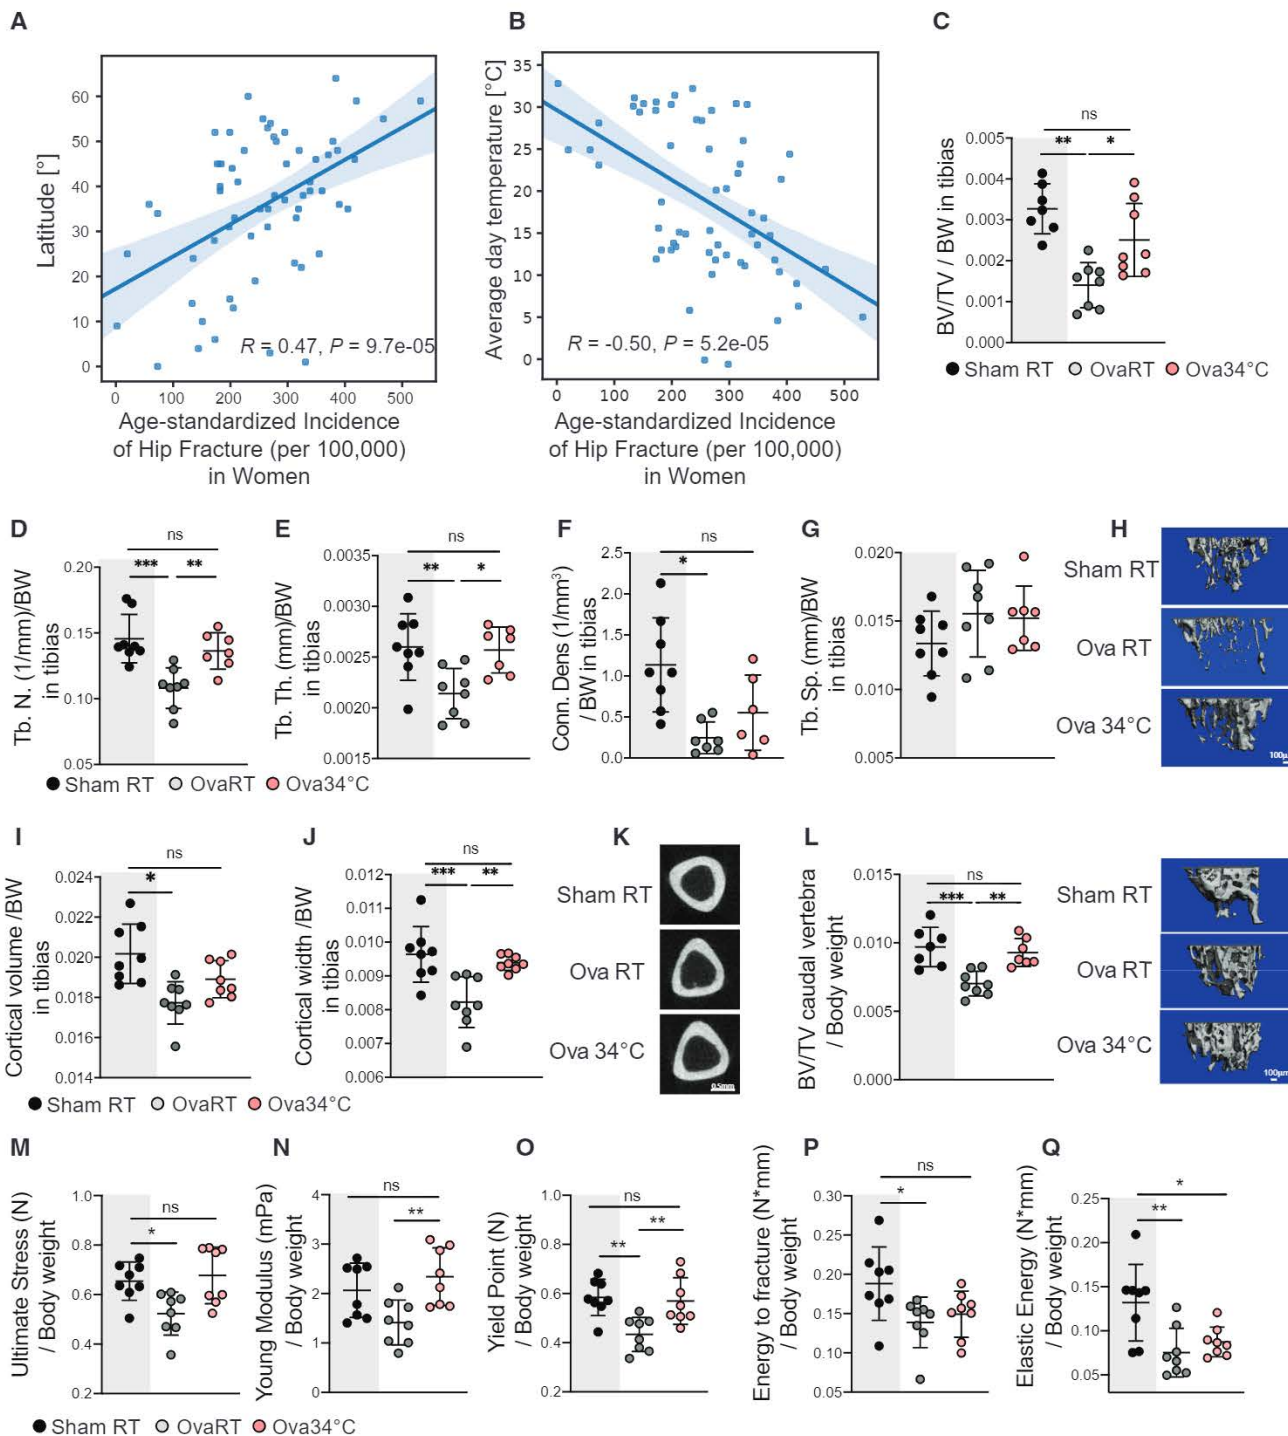 A
B
60
50
40
30
20
10
0
Latitude [°]
R = 0.47, P = 9.7e-05
0 100 200 300 400 500
Age-standardized Incidence
of Hip Fracture (per 100,000)
in Women
35
30
25
20
15
10
5
0
Average day temperature [°C]
R = -0.50, P = 5.2e-05
0 100 200 300 400 500
Age-standardized Incidence
of Hip Fracture (per 100,000)
in Women
C
ns
** *
0.005
0.004
0.003
0.002
0.001
0.000
BV/TV / BW in tibias
Sham RT OvaRT Ova34°C
D
ns
*** **
0.20
0.15
0.10
0.05
Tb. N. (1/mm)/BW
in tibias
E
ns
** *
0.0035
0.0030
0.0025
0.0020
0.0015
Tb. Th. (mm)/BW
in tibias
F
ns
*
2.5
2.0
1.5
1.0
0.5
0.0
Conn. Dens (1/mm³)
/ BW in tibias
G
0.020
0.015
0.010
0.005
Tb. Sp. (mm)/BW
in tibias
H
Sham RT
Ova RT
Ova 34°C
100µ
Sham RT OvaRT Ova34°C
I
ns
*
0.024
0.022
0.020
0.018
0.016
0.014
Cortical volume /BW
in tibias
J
ns
*** **
0.012
0.011
0.010
0.009
0.008
0.007
0.006
Cortical width /BW
in tibias
K
Sham RT
Ova RT
Ova 34°C
0.5mm
L
ns
*** **
0.015
0.010
0.005
0.000
BV/TV caudal vertebra
/ Body weight
Sham RT
Ova RT
Ova 34°C
100µm
Sham RT OvaRT Ova34°C
M
ns
*
1.0
0.8
0.6
0.4
0.2
Ultimate Stress (N)
/ Body weight
N
ns
**
4
3
2
1
0
Young Modulus (mPa)
/ Body weight
O
ns
**
**
1.0
0.8
0.6
0.4
0.2
Yield Point (N)
/ Body weight
P
ns
*
0.30
0.25
0.20
0.15
0.10
0.05
Energy to fracture (N*mm)
/ Body weight
Q
*
**
0.25
0.20
0.15
0.10
0.05
Elastic Energy (N*mm)
/ Body weight
Sham RT OvaRT Ova34°C